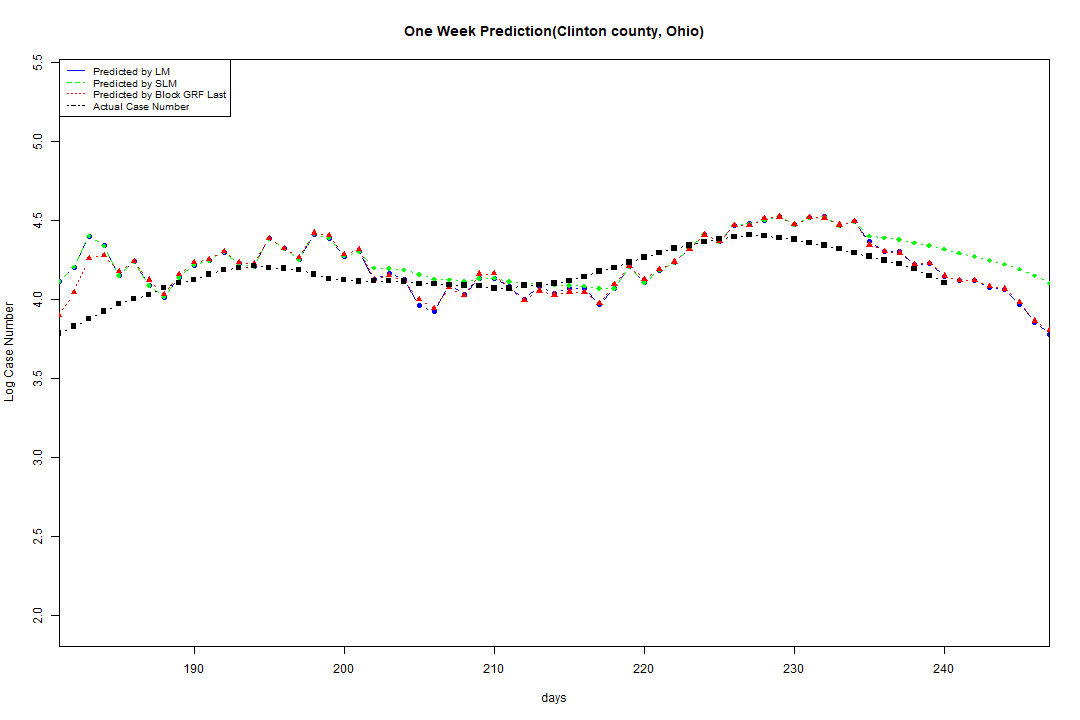 One Week Prediction(Clinton county, Ohio)
Predicted by LM
Predicted by SLM
Predicted by Block GRF Last
Actual Case Number
5.5
5.0
4.5
4.0
3.5
3.0
2.5
2.0
Log Case Number
190 200 210 220 230 240
days